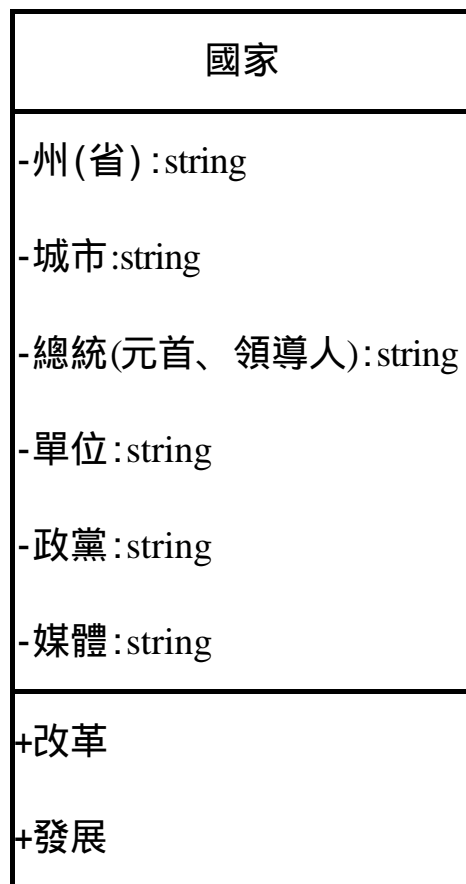 國家
-州(省):string
-城市:string
-總統(元首、領導人):string
-單位:string
-政黨:string
-媒體:string
+改革
+發展